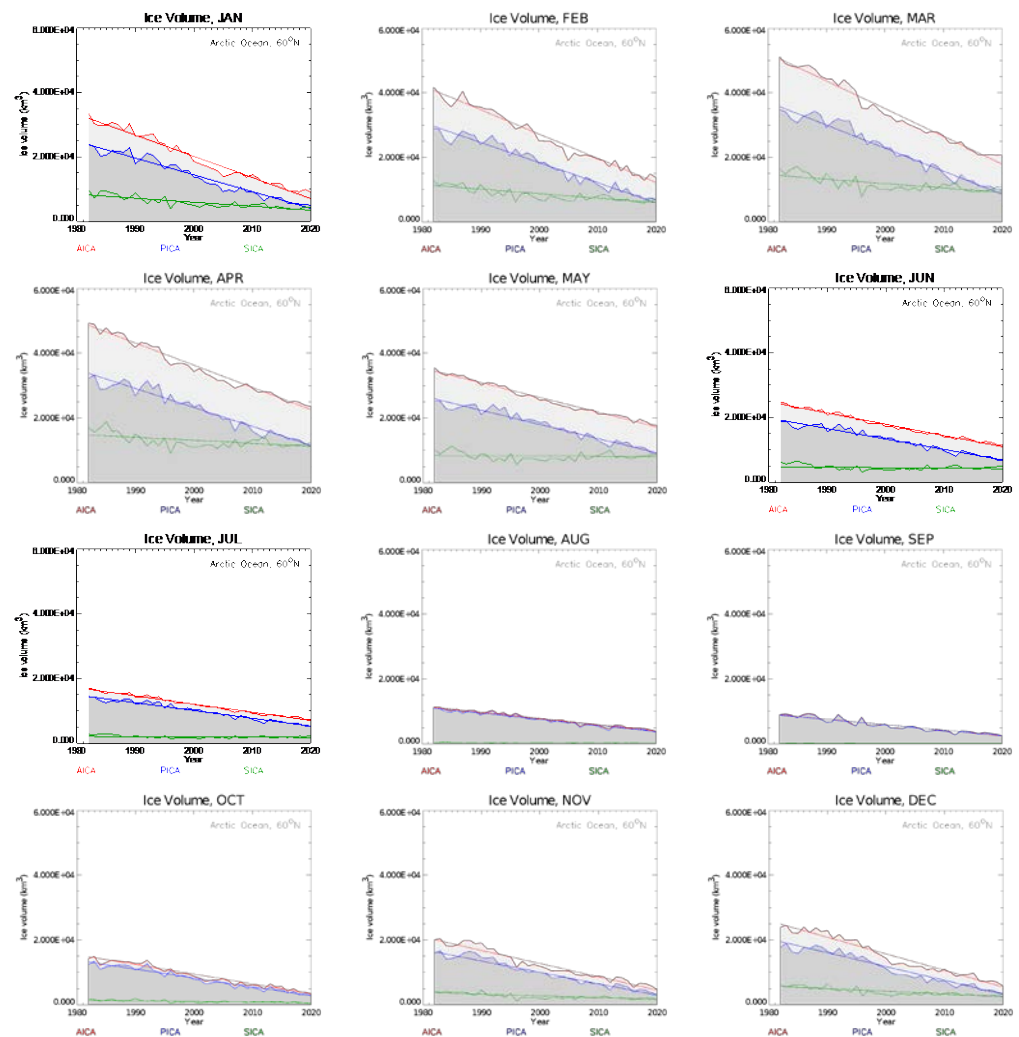 Ice Volume, JAN
Arctic Ocean, 60°N
6.000E+04
4.000E+04
2.000E+04
0.000
Ice volume (km³)
1980 1990 2000 2010 2020
Year
AICA PICA SICA
Ice Volume, FEB
Arctic Ocean, 60°N
6.000E+04
4.000E+04
2.000E+04
0.000
Ice volume (km³)
1980 1990 2000 2010 2020
Year
AICA PICA SICA
Ice Volume, MAR
Arctic Ocean, 60°N
6.000E+04
4.000E+04
2.000E+04
0.000
Ice volume (km³)
1980 1990 2000 2010 2020
Year
AICA PICA SICA
Ice Volume, APR
Arctic Ocean, 60°N
6.000E+04
4.000E+04
2.000E+04
0.000
Ice volume (km³)
1980 1990 2000 2010 2020
Year
AICA PICA SICA
Ice Volume, MAY
Arctic Ocean, 60°N
6.000E+04
4.000E+04
2.000E+04
0.000
Ice volume (km³)
1980 1990 2000 2010 2020
Year
AICA PICA SICA
Ice Volume, JUN
Arctic Ocean, 60°N
6.000E+04
4.000E+04
2.000E+04
0.000
Ice volume (km³)
1980 1990 2000 2010 2020
Year
AICA PICA SICA
Ice Volume, JUL
Arctic Ocean, 60°N
6.000E+04
4.000E+04
2.000E+04
0.000
Ice volume (km³)
1980 1990 2000 2010 2020
Year
AICA PICA SICA
Ice Volume, AUG
Arctic Ocean, 60°N
6.000E+04
4.000E+04
2.000E+04
0.000
Ice volume (km³)
1980 1990 2000 2010 2020
Year
AICA PICA SICA
Ice Volume, SEP
Arctic Ocean, 60°N
6.000E+04
4.000E+04
2.000E+04
0.000
Ice volume (km³)
1980 1990 2000 2010 2020
Year
AICA PICA SICA
Ice Volume, OCT
Arctic Ocean, 60°N
6.000E+04
4.000E+04
2.000E+04
0.000
Ice volume (km³)
1980 1990 2000 2010 2020
Year
AICA PICA SICA
Ice Volume, NOV
Arctic Ocean, 60°N
6.000E+04
4.000E+04
2.000E+04
0.000
Ice volume (km³)
1980 1990 2000 2010 2020
Year
AICA PICA SICA
Ice Volume, DEC
Arctic Ocean, 60°N
6.000E+04
4.000E+04
2.000E+04
0.000
Ice volume (km³)
1980 1990 2000 2010 2020
Year
AICA PICA SICA